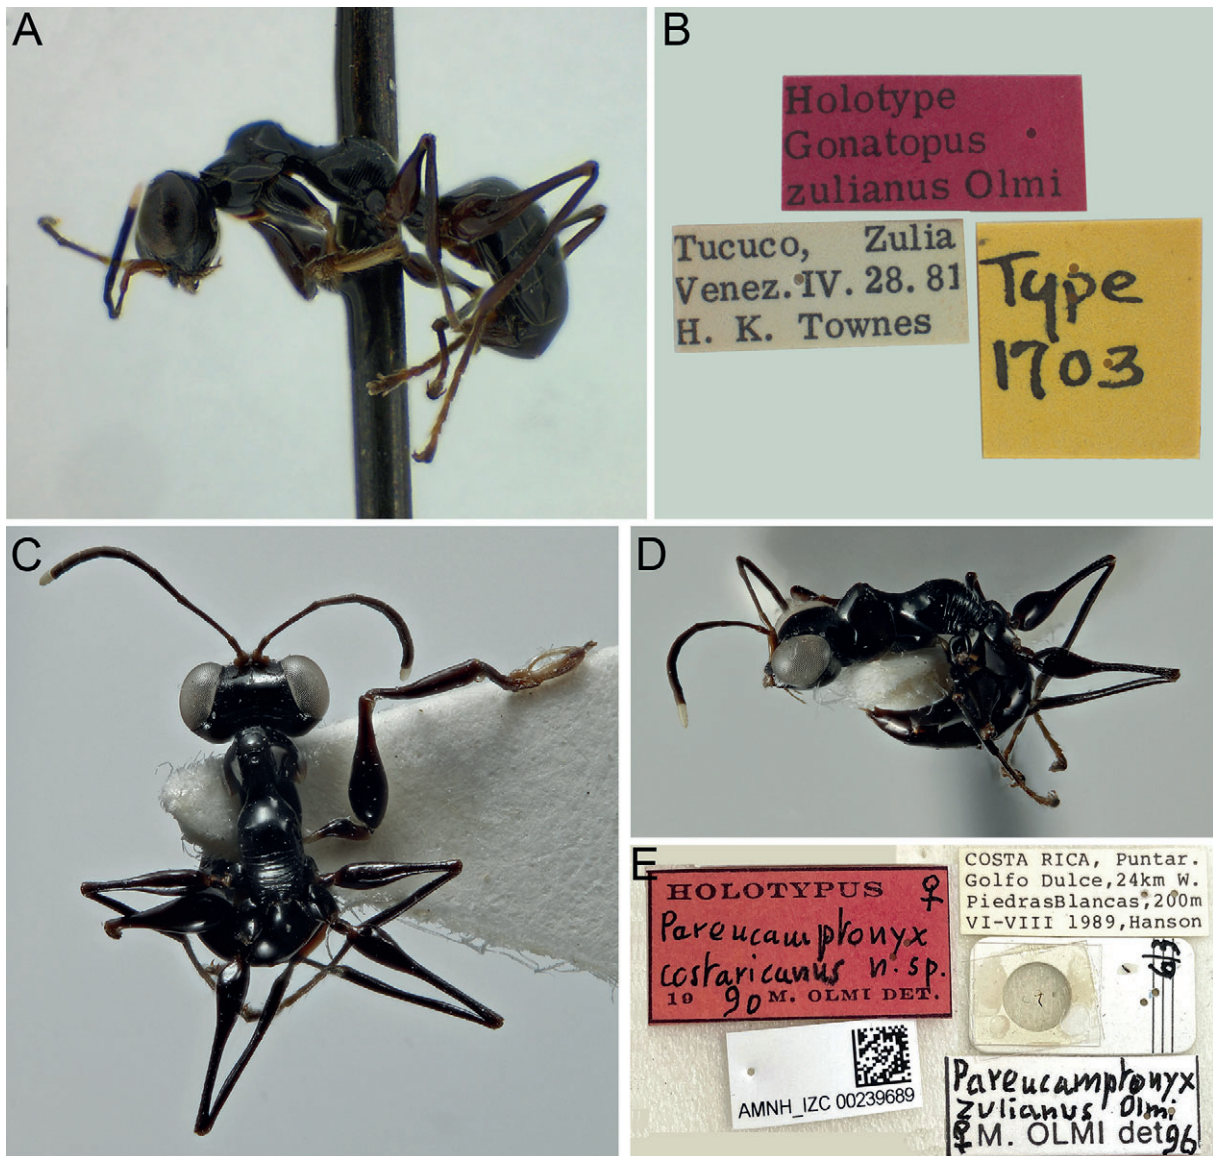 A
B
Holotype
Gonatopus
zulianus Olmi
Tucuco, Zulia
Venez. IV. 28. 81
H. K. Townes
Type
1703
C
D
E
HOLOTYPUS ♀
Pareucamptonyx
costaricanus n. sp.
19 90 M. OLMI DET.
COSTA RICA, Puntar.
Golfo Dulce,24km W.
PiedrasBlancas,200m
VI-VIII 1989,Hanson
AMNH_IZC 00239689
Pareucamptonyx
zulianus Olmi
♀ M. OLMI det. 96